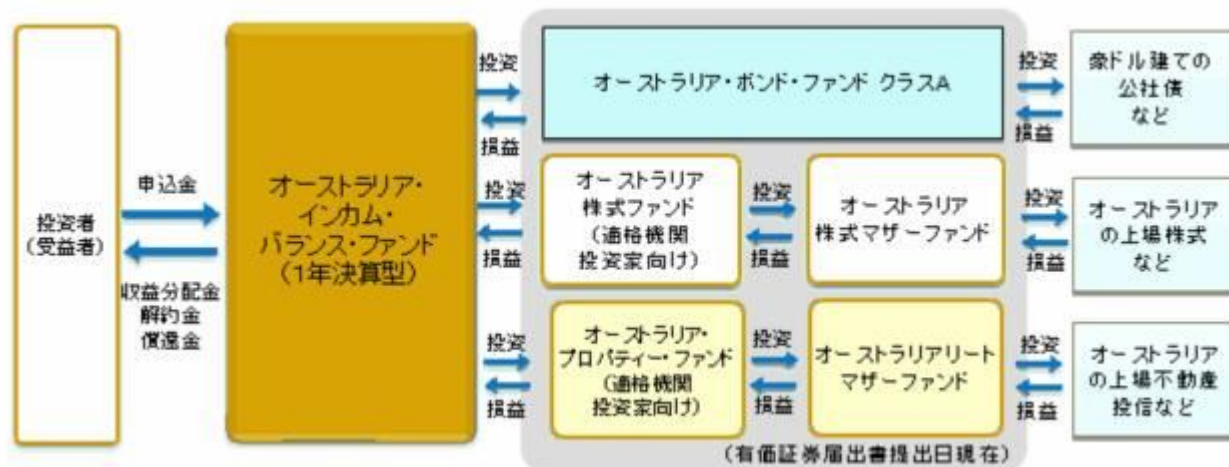 投資者
(受益者)
申込金
収益分配金
解約金
償還金
オーストラリア・
インカム・
バランス・ファンド
(1年決算型)
投資
損益
オーストラリア・ボンド・ファンド クラスA
投資
損益
豪ドル建ての
公社債
など
投資
損益
オーストラリア
株式ファンド
(適格機関
投資家向け)
投資
損益
オーストラリア
株式マザーファンド
投資
損益
オーストラリア
の上場株式
など
投資
損益
オーストラリア・
プロパティー・ファンド
(適格機関
投資家向け)
投資
損益
オーストラリアリート
マザーファンド
投資
損益
オーストラリア
の上場不動産
投信など
(有価証券届出書提出日現在)